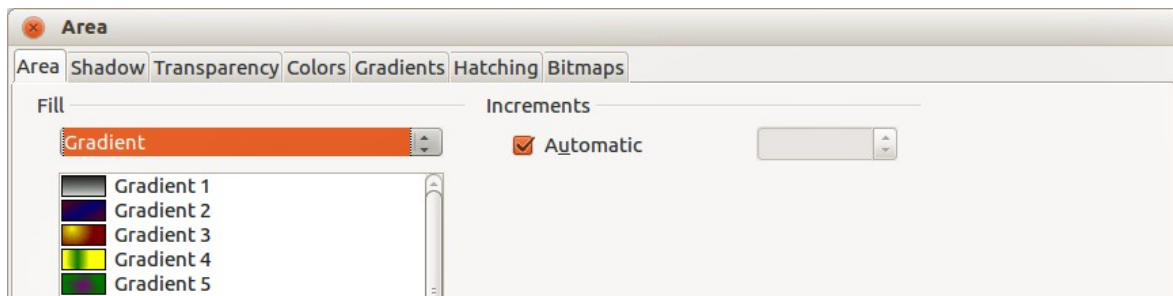 Area
Area Shadow Transparency Colors Gradients Hatching Bitmaps
Fill Increments
Gradient Automatic
Gradient 1
Gradient 2
Gradient 3
Gradient 4
Gradient 5